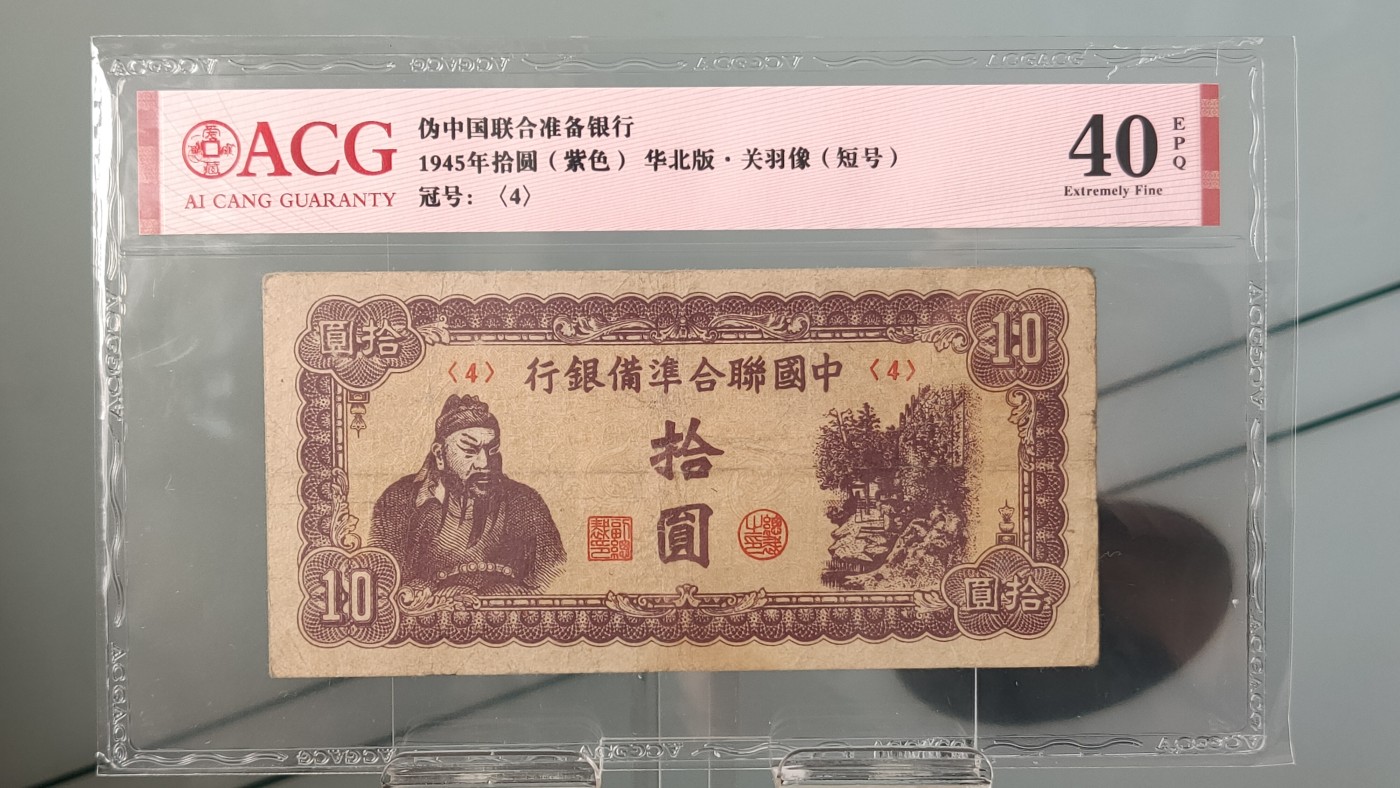 ACG
AI CANG GUARANTY
伪中国联合准备银行
1945年拾圆（紫色） 华北版·关羽像（短号）
冠号：〈4〉
40
EPQ
Extremely Fine
圓拾
10
〈4〉 行銀備準合聯國中 〈4〉
拾
圓
10
圓拾